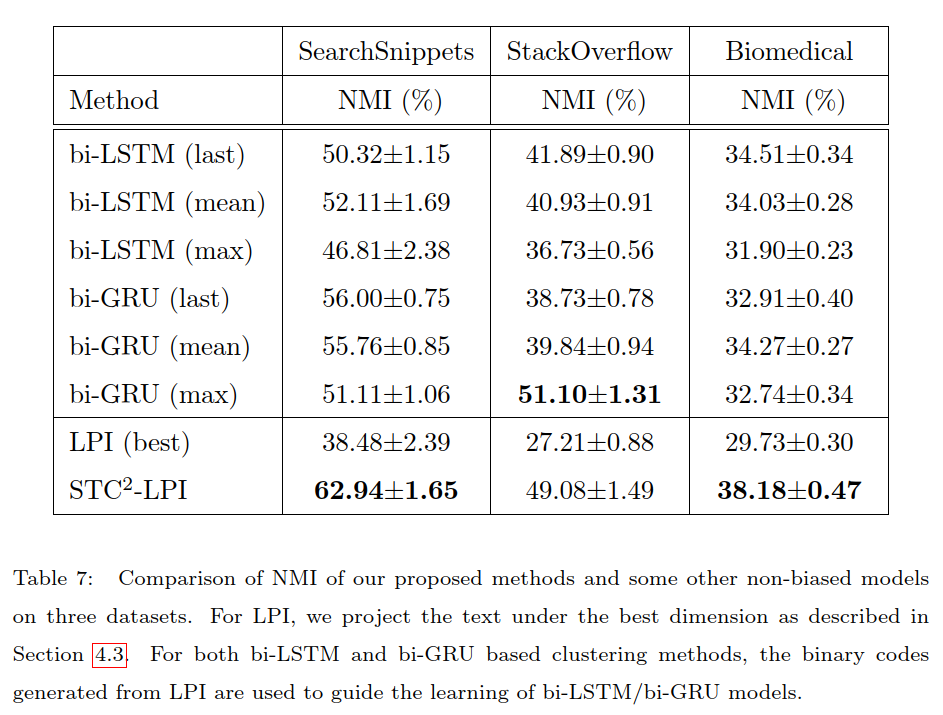 SearchSnippets StackOverflow Biomedical
Method NMI (%) NMI (%) NMI (%)
bi-LSTM (last) 50.32±1.15 41.89±0.90 34.51±0.34
bi-LSTM (mean) 52.11±1.69 40.93±0.91 34.03±0.28
bi-LSTM (max) 46.81±2.38 36.73±0.56 31.90±0.23
bi-GRU (last) 56.00±0.75 38.73±0.78 32.91±0.40
bi-GRU (mean) 55.76±0.85 39.84±0.94 34.27±0.27
bi-GRU (max) 51.11±1.06 51.10±1.31 32.74±0.34
LPI (best) 38.48±2.39 27.21±0.88 29.73±0.30
STC²-LPI 62.94±1.65 49.08±1.49 38.18±0.47
Table 7: Comparison of NMI of our proposed methods and some other non-biased models
on three datasets. For LPI, we project the text under the best dimension as described in
Section 4.3. For both bi-LSTM and bi-GRU based clustering methods, the binary codes
generated from LPI are used to guide the learning of bi-LSTM/bi-GRU models.